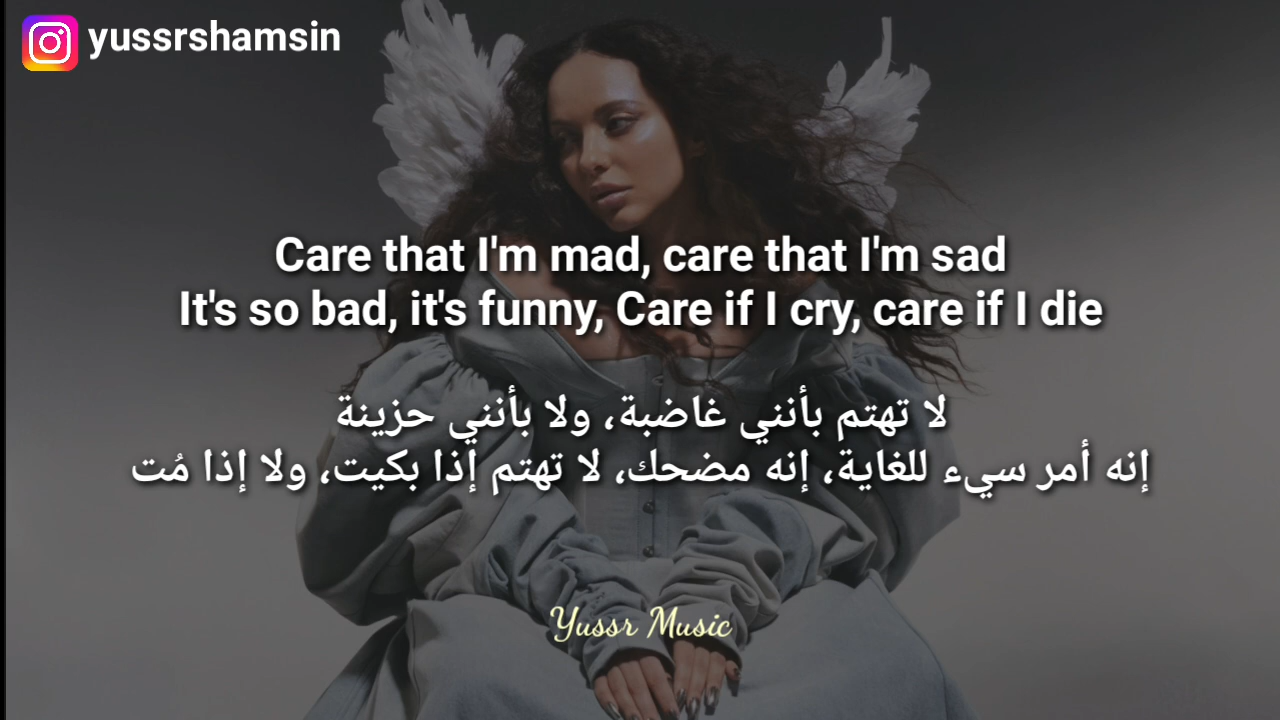 yussrshamsin
Care that I'm mad, care that I'm sad
It's so bad, it's funny, Care if I cry, care if I die
لا تهتم بأنني غاضبة، ولا بأنني حزينة
إنه أمر سيء للغاية، إنه مضحك، لا تهتم إذا بكيت، ولا إذا مُت
Yussr Music